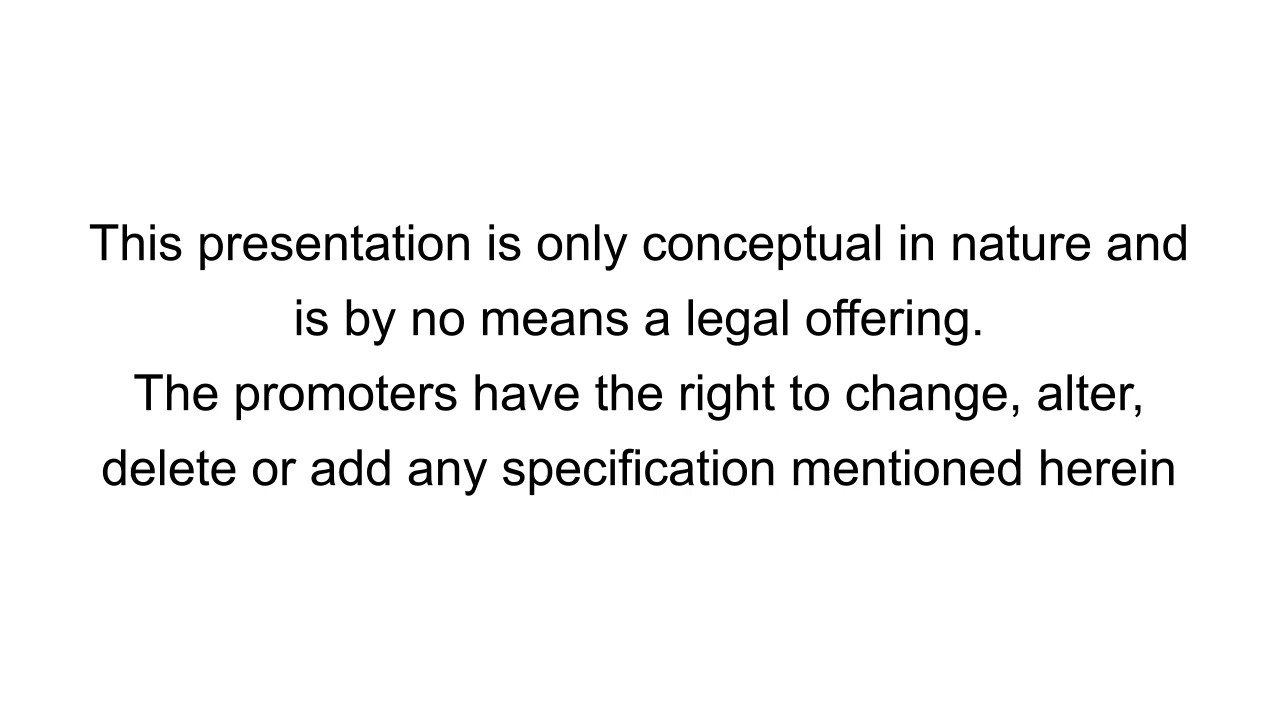 This presentation is only conceptual in nature and
is by no means a legal offering.
The promoters have the right to change, alter,
delete or add any specification mentioned herein